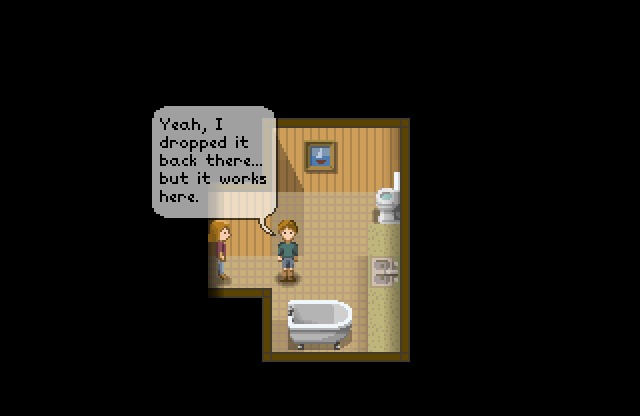 Yeah, I
dropped it
back there...
but it works
here.